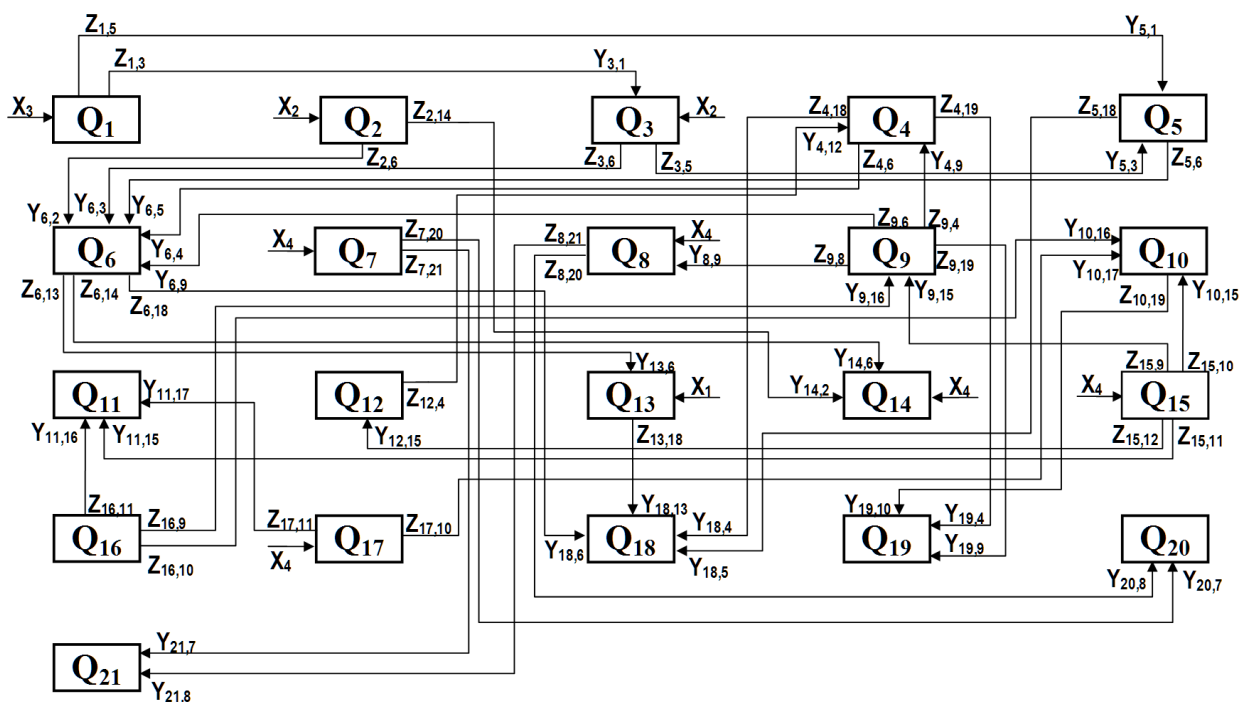 Z1,5 Y5,1
Z1,3 Y3,1
X3 Q1 X2 Q2 Z2,14 Q3 X2 Z4,18 Q4 Z4,19 Z5,18 Q5
Y4,12
Z2,6 Z3,6 Z3,5 Z4,6 Y4,9 Y5,3 Z5,6
Y6,2 Y6,3 Y6,5
Z9,6 Z9,4
Q6 Y6,4 X4 Q7 Z7,20 Z8,21 Q8 X4 Q9 Y10,16 Q10
Z7,21 Z8,20 Y8,9 Z9,8 Z9,19 Y10,17
Y6,9
Z6,13 Z6,14 Z6,18 Y9,16 Y9,15 Z10,19 Y10,15
Y13,6 Y14,6 Z15,9 Z15,10
Q11 Y11,17 Q12 Z12,4 Q13 X1 Y14,2 Q14 X4 X4 Q15
Y11,16 Y11,15 Y12,15 Z13,18 Z15,12 Z15,11
Z16,11 Y18,13 Y19,10
Q16 Z16,9 Z17,11 Q17 Z17,10 Q18 Y18,4 Q19 Y19,4 Q20
Z16,10 X4 Y18,6 Y18,5 Y19,9
Y20,8 Y20,7
Q21 Y21,7
Y21,8